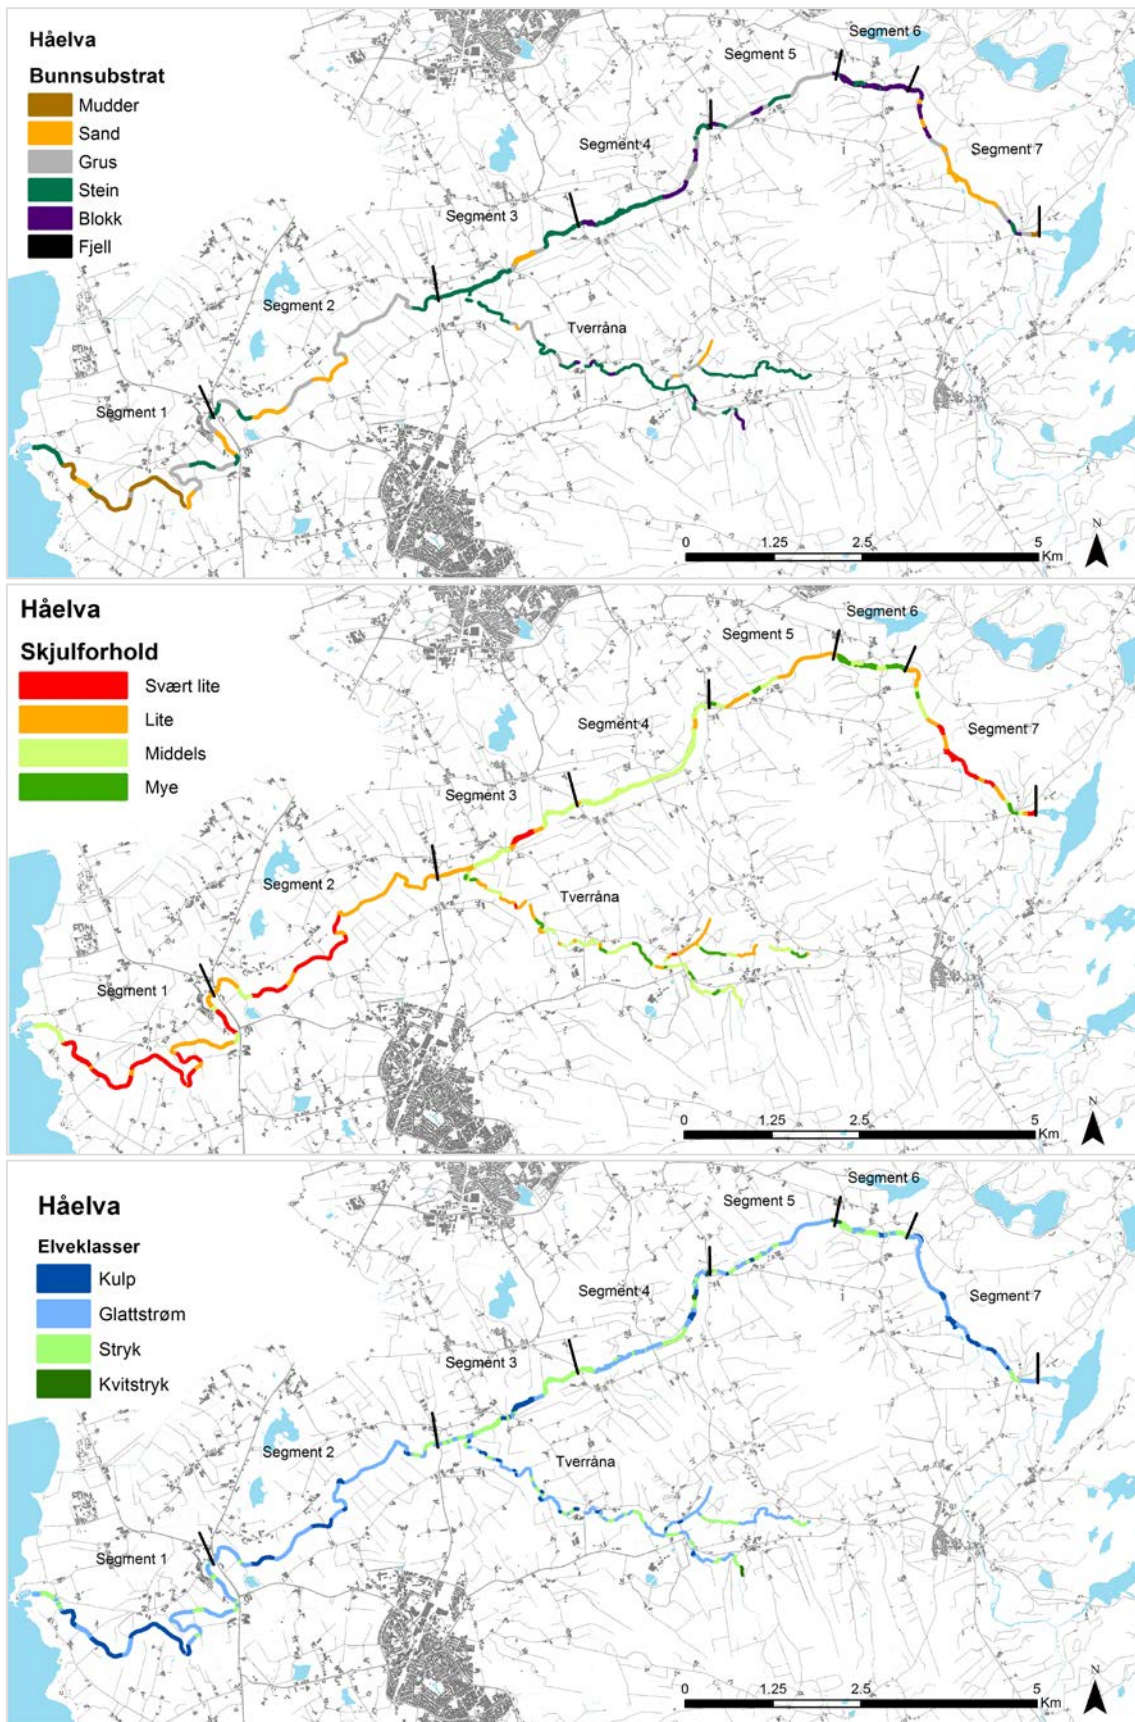 Håelva
Bunnsubstrat
Mudder
Sand
Grus
Stein
Blokk
Fjell
Segment 6
Segment 5
Segment 4
Segment 7
Segment 3
Segment 2
Tverråna
Segment 1
0 1.25 2.5 5
Km
N
Håelva
Skjulforhold
Svært lite
Lite
Middels
Mye
Segment 6
Segment 5
Segment 4
Segment 7
Segment 3
Segment 2
Tverråna
Segment 1
0 1.25 2.5 5
Km
N
Håelva
Elveklasser
Kulp
Glattstrøm
Stryk
Kvitstryk
Segment 6
Segment 5
Segment 4
Segment 7
Segment 3
Segment 2
Tverråna
Segment 1
0 1.25 2.5 5
Km
N